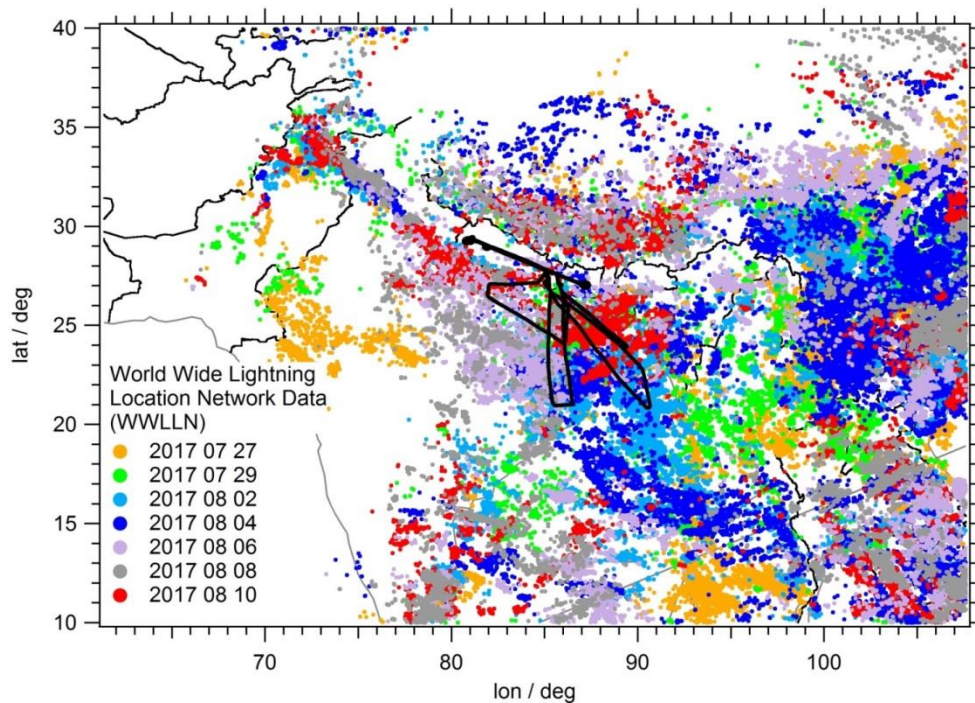 40
35
30
25
20
15
10
lat / deg
World Wide Lightning
Location Network Data
(WWLLN)
2017 07 27
2017 07 29
2017 08 02
2017 08 04
2017 08 06
2017 08 08
2017 08 10
70 80 90 100
lon / deg